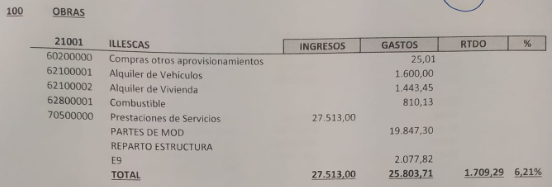 100 OBRAS
21001 ILLESCAS INGRESOS GASTOS RTDO %
60200000 Compras otros aprovisionamientos 25,01
62100001 Alquiler de Vehículos 1.600,00
62100002 Alquiler de Vivienda 1.443,45
62800001 Combustible 810,13
70500000 Prestaciones de Servicios 27.513,00
PARTES DE MOD 19.847,30
REPARTO ESTRUCTURA
E9 2.077,82
TOTAL 27.513,00 25.803,71 1.709,29 6,21%